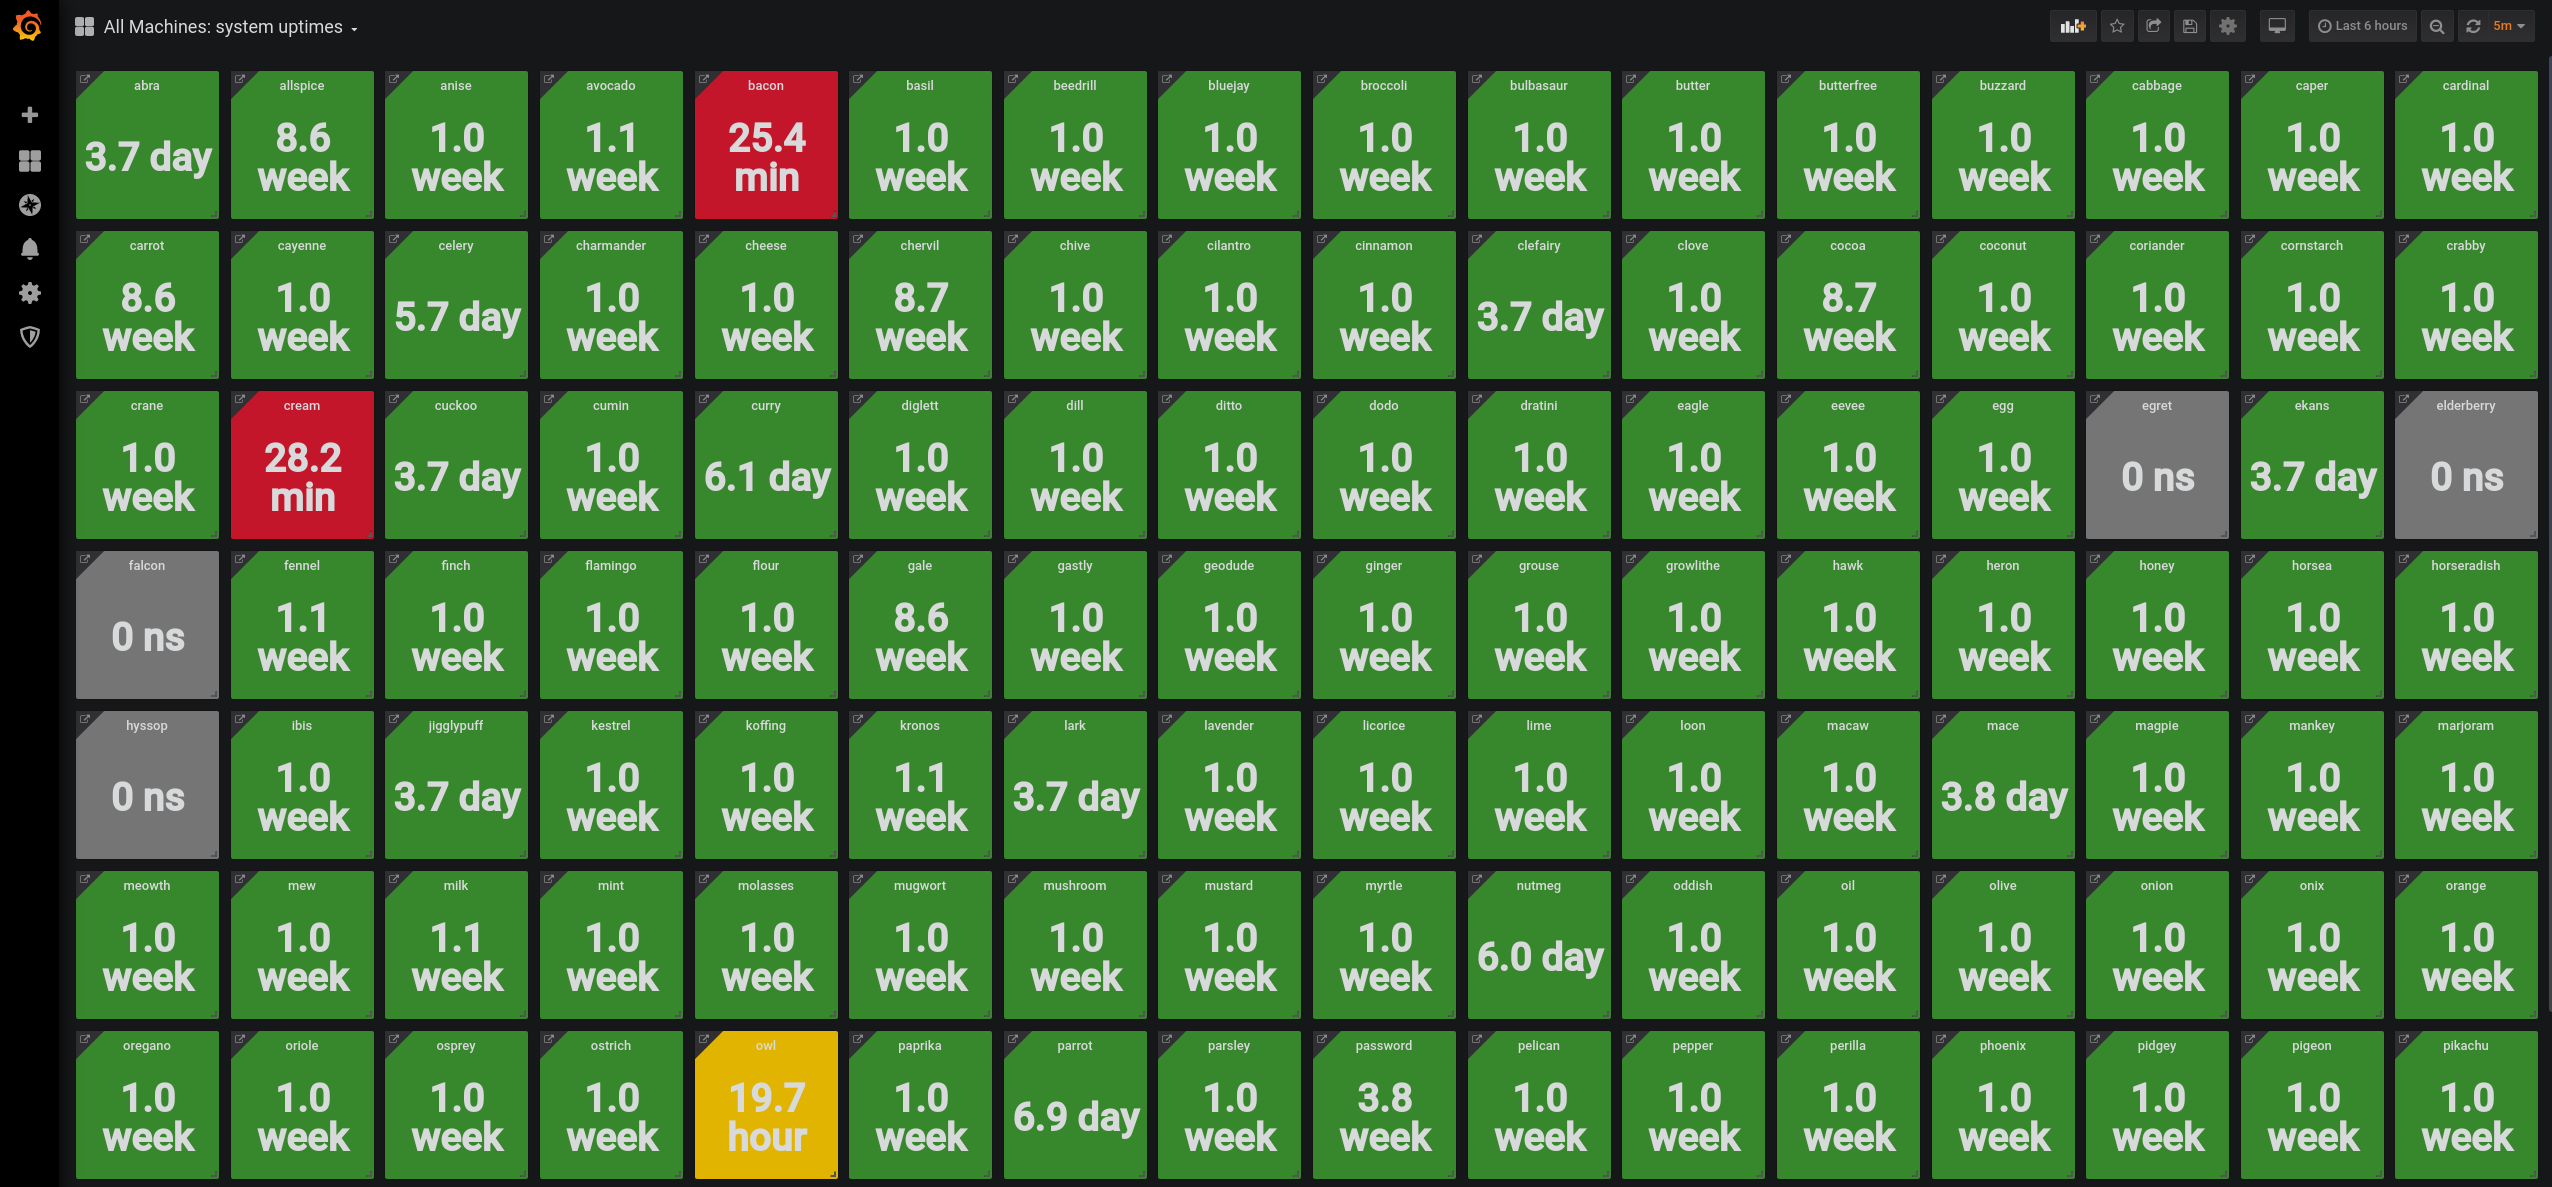 All Machines: system uptimes
Last 6 hours
5m
abra
3.7 day
allspice
8.6
week
anise
1.0
week
avocado
1.1
week
bacon
25.4
min
basil
1.0
week
beedrill
1.0
week
bluejay
1.0
week
broccoli
1.0
week
bulbasaur
1.0
week
butter
1.0
week
butterfree
1.0
week
buzzard
1.0
week
cabbage
1.0
week
caper
1.0
week
cardinal
1.0
week
carrot
8.6
week
cayenne
1.0
week
celery
5.7 day
charmander
1.0
week
cheese
1.0
week
chervil
8.7
week
chive
1.0
week
cilantro
1.0
week
cinnamon
1.0
week
clefairy
3.7 day
clove
1.0
week
cocoa
8.7
week
coconut
1.0
week
coriander
1.0
week
cornstarch
1.0
week
crabby
1.0
week
crane
1.0
week
cream
28.2
min
cuckoo
3.7 day
cumin
1.0
week
curry
6.1 day
diglett
1.0
week
dill
1.0
week
ditto
1.0
week
dodo
1.0
week
dratini
1.0
week
eagle
1.0
week
eevee
1.0
week
egg
1.0
week
egret
0 ns
ekans
3.7 day
elderberry
0 ns
falcon
0 ns
fennel
1.1
week
finch
1.0
week
flamingo
1.0
week
flour
1.0
week
gale
8.6
week
gastly
1.0
week
geodude
1.0
week
ginger
1.0
week
grouse
1.0
week
growlithe
1.0
week
hawk
1.0
week
heron
1.0
week
honey
1.0
week
horsea
1.0
week
horseradish
1.0
week
hyssop
0 ns
ibis
1.0
week
jigglypuff
3.7 day
kestrel
1.0
week
koffing
1.0
week
kronos
1.1
week
lark
3.7 day
lavender
1.0
week
licorice
1.0
week
lime
1.0
week
loon
1.0
week
macaw
1.0
week
mace
3.8 day
magpie
1.0
week
mankey
1.0
week
marjoram
1.0
week
meowth
1.0
week
mew
1.0
week
milk
1.1
week
mint
1.0
week
molasses
1.0
week
mugwort
1.0
week
mushroom
1.0
week
mustard
1.0
week
myrtle
1.0
week
nutmeg
6.0 day
oddish
1.0
week
oil
1.0
week
olive
1.0
week
onion
1.0
week
onix
1.0
week
orange
1.0
week
oregano
1.0
week
oriole
1.0
week
osprey
1.0
week
ostrich
1.0
week
owl
19.7
hour
paprika
1.0
week
parrot
6.9 day
parsley
1.0
week
password
3.8
week
pelican
1.0
week
pepper
1.0
week
perilla
1.0
week
phoenix
1.0
week
pidgey
1.0
week
pigeon
1.0
week
pikachu
1.0
week